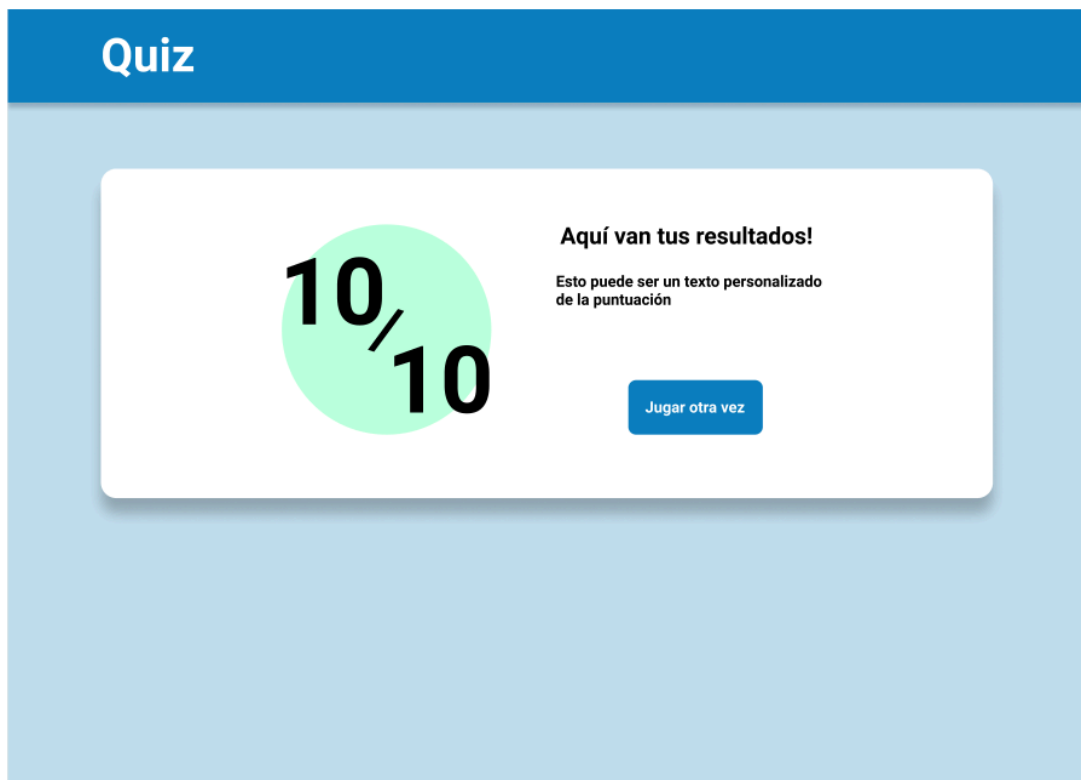 Quiz
10
/
10
Aquí van tus resultados!
Esto puede ser un texto personalizado
de la puntuación
Jugar otra vez